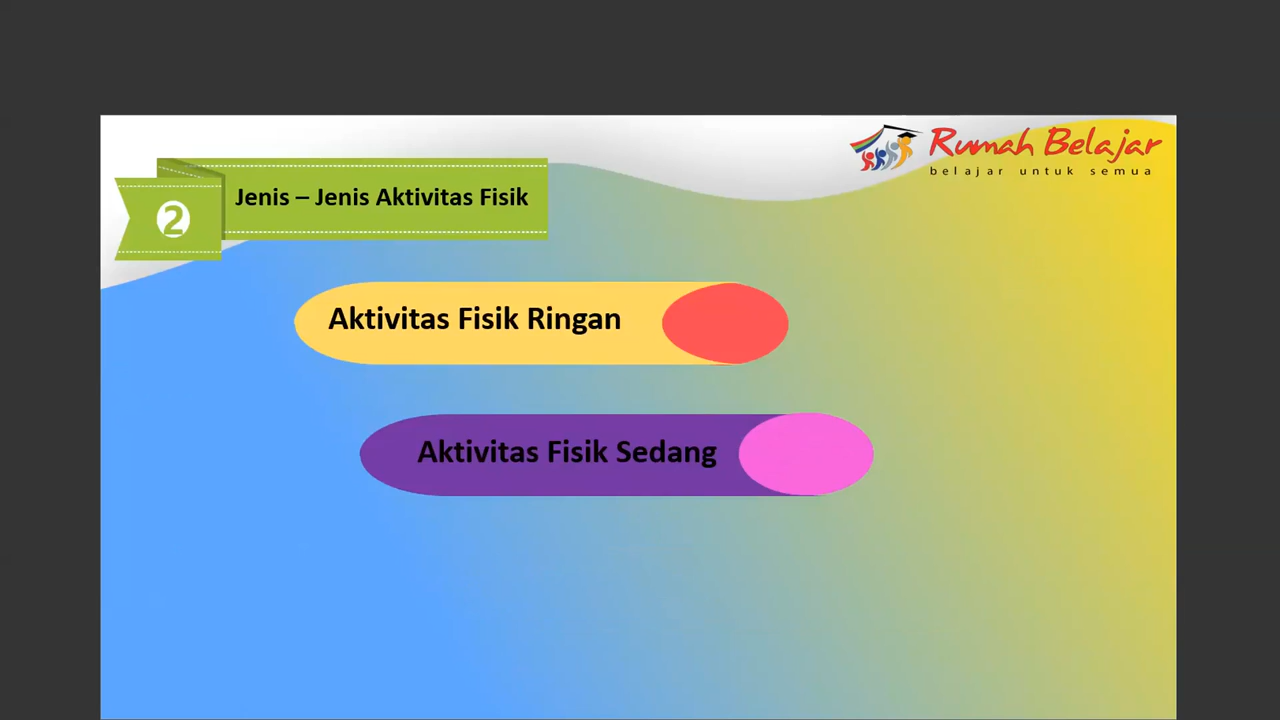 Rumah Belajar
belajar untuk semua
2
Jenis – Jenis Aktivitas Fisik
Aktivitas Fisik Ringan
Aktivitas Fisik Sedang